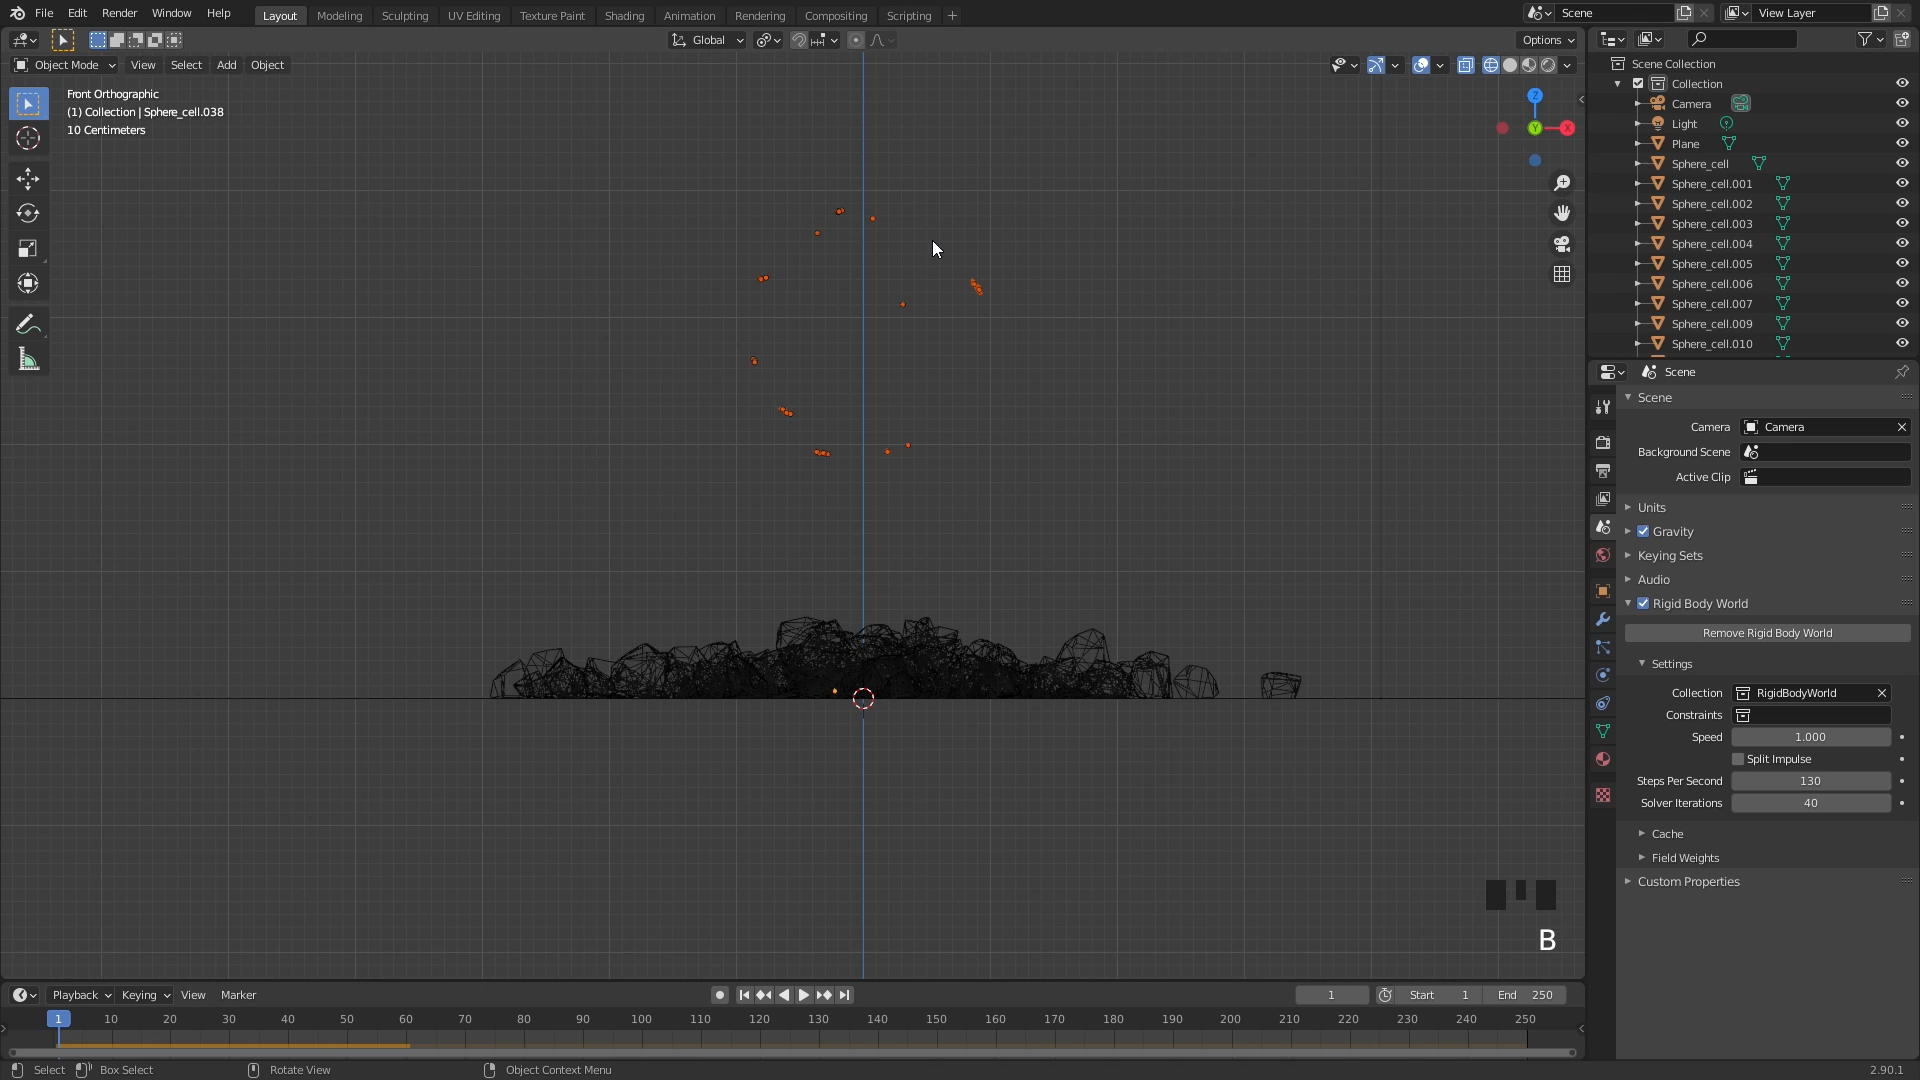 File Edit Render Window Help Layout Modeling Sculpting UV Editing Texture Paint Shading Animation Rendering Compositing Scripting + Scene View Layer
Global Options
Object Mode View Select Add Object
Front Orthographic
(1) Collection | Sphere_cell.038
10 Centimeters
Z
Y
X
Scene Collection
Collection
Camera
Light
Plane
Sphere_cell
Sphere_cell.001
Sphere_cell.002
Sphere_cell.003
Sphere_cell.004
Sphere_cell.005
Sphere_cell.006
Sphere_cell.007
Sphere_cell.009
Sphere_cell.010
Scene
Scene
Camera Camera
Background Scene
Active Clip
Units
Gravity
Keying Sets
Audio
Rigid Body World
Remove Rigid Body World
Settings
Collection RigidBodyWorld
Constraints
Speed 1.000
Split Impulse
Steps Per Second 130
Solver Iterations 40
Cache
Field Weights
Custom Properties
B
Playback Keying View Marker 1 Start 1 End 250
1 10 20 30 40 50 60 70 80 90 100 110 120 130 140 150 160 170 180 190 200 210 220 230 240 250
Select Box Select Rotate View Object Context Menu 2.90.1